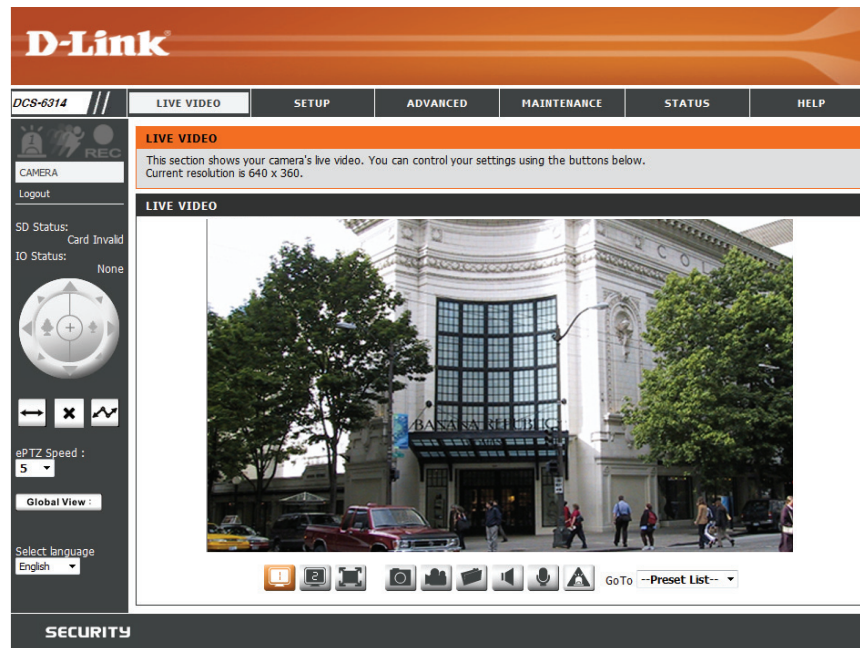 D-Link
DCS-6314
LIVE VIDEO
SETUP
ADVANCED
MAINTENANCE
STATUS
HELP
REC
CAMERA
Logout
SD Status:
Card Invalid
IO Status:
None
ePTZ Speed :
5
Global View :
Select language
English
LIVE VIDEO
This section shows your camera's live video. You can control your settings using the buttons below.
Current resolution is 640 x 360.
LIVE VIDEO
COL
BANANA REPUBLIC
1
2
GoTo
--Preset List--
SECURITY